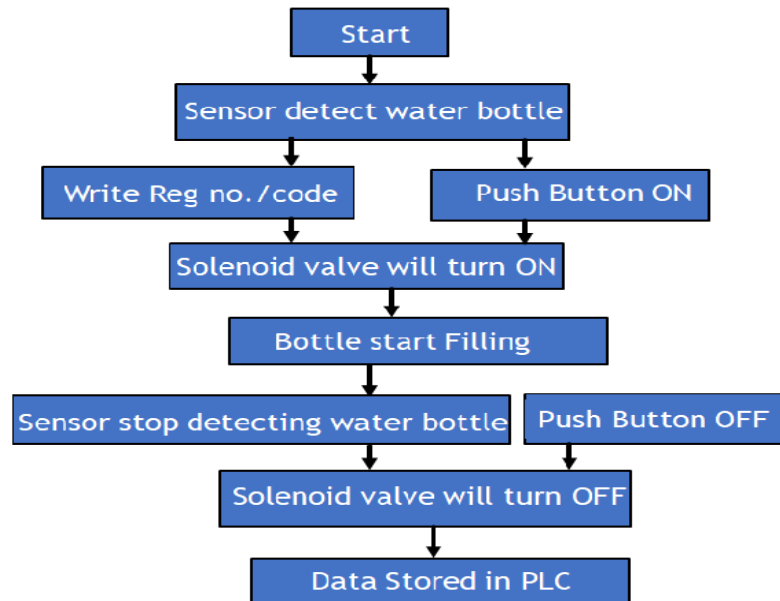 Start
Sensor detect water bottle
Write Reg no./code
Push Button ON
Solenoid valve will turn ON
Bottle start Filling
Sensor stop detecting water bottle
Push Button OFF
Solenoid valve will turn OFF
Data Stored in PLC